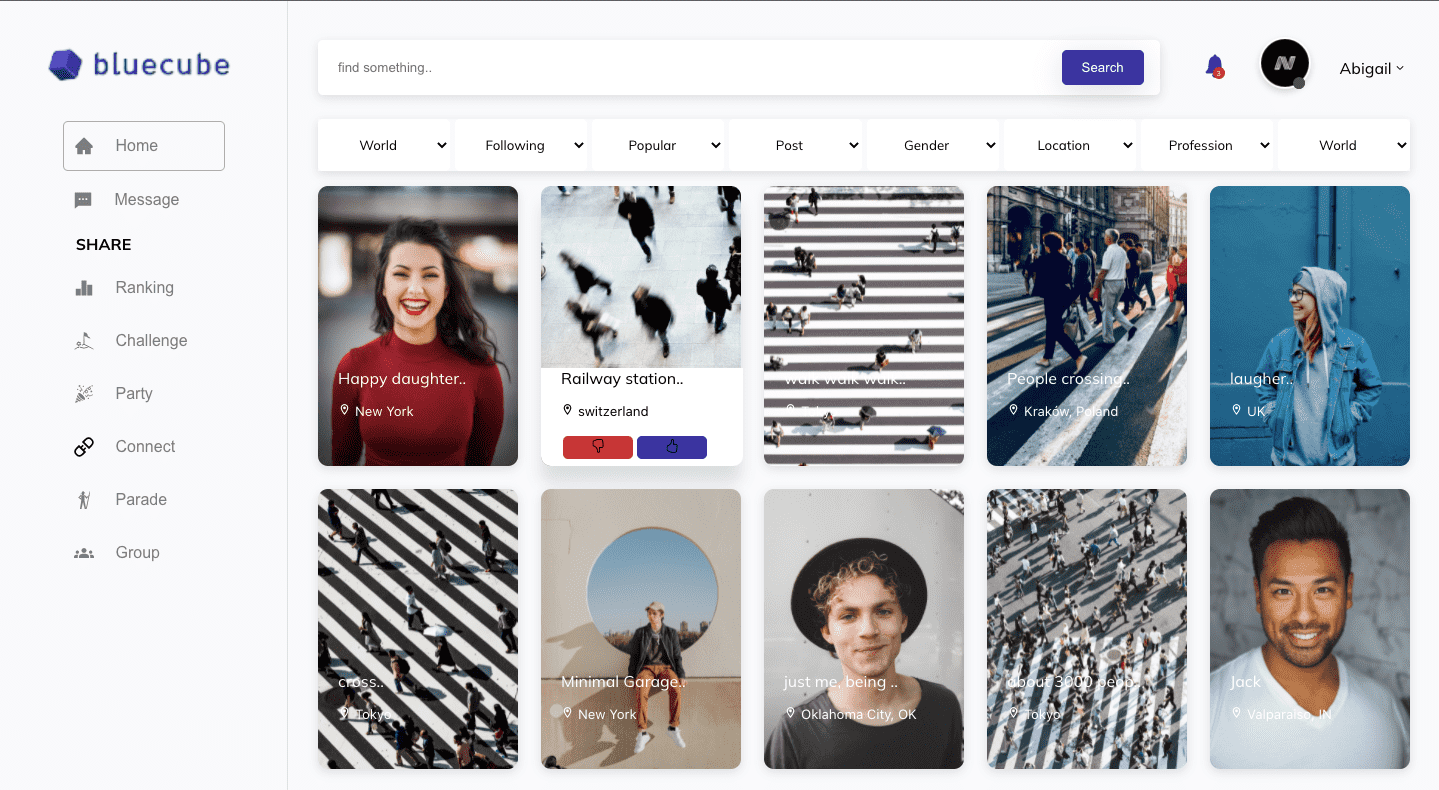 bluecube
find something..
Search
3
Abigail
Home
Message
SHARE
Ranking
Challenge
Party
Connect
Parade
Group
World
Following
Popular
Post
Gender
Location
Profession
World
Happy daughter..
New York
Railway station..
switzerland
walk walk walk..
People crossing..
Kraków, Poland
laugher..
UK
cross..
Tokyo
Minimal Garage..
New York
just me, being ..
Oklahoma City, OK
about 3000 peop..
Tokyo
Jack
Valparaiso, IN